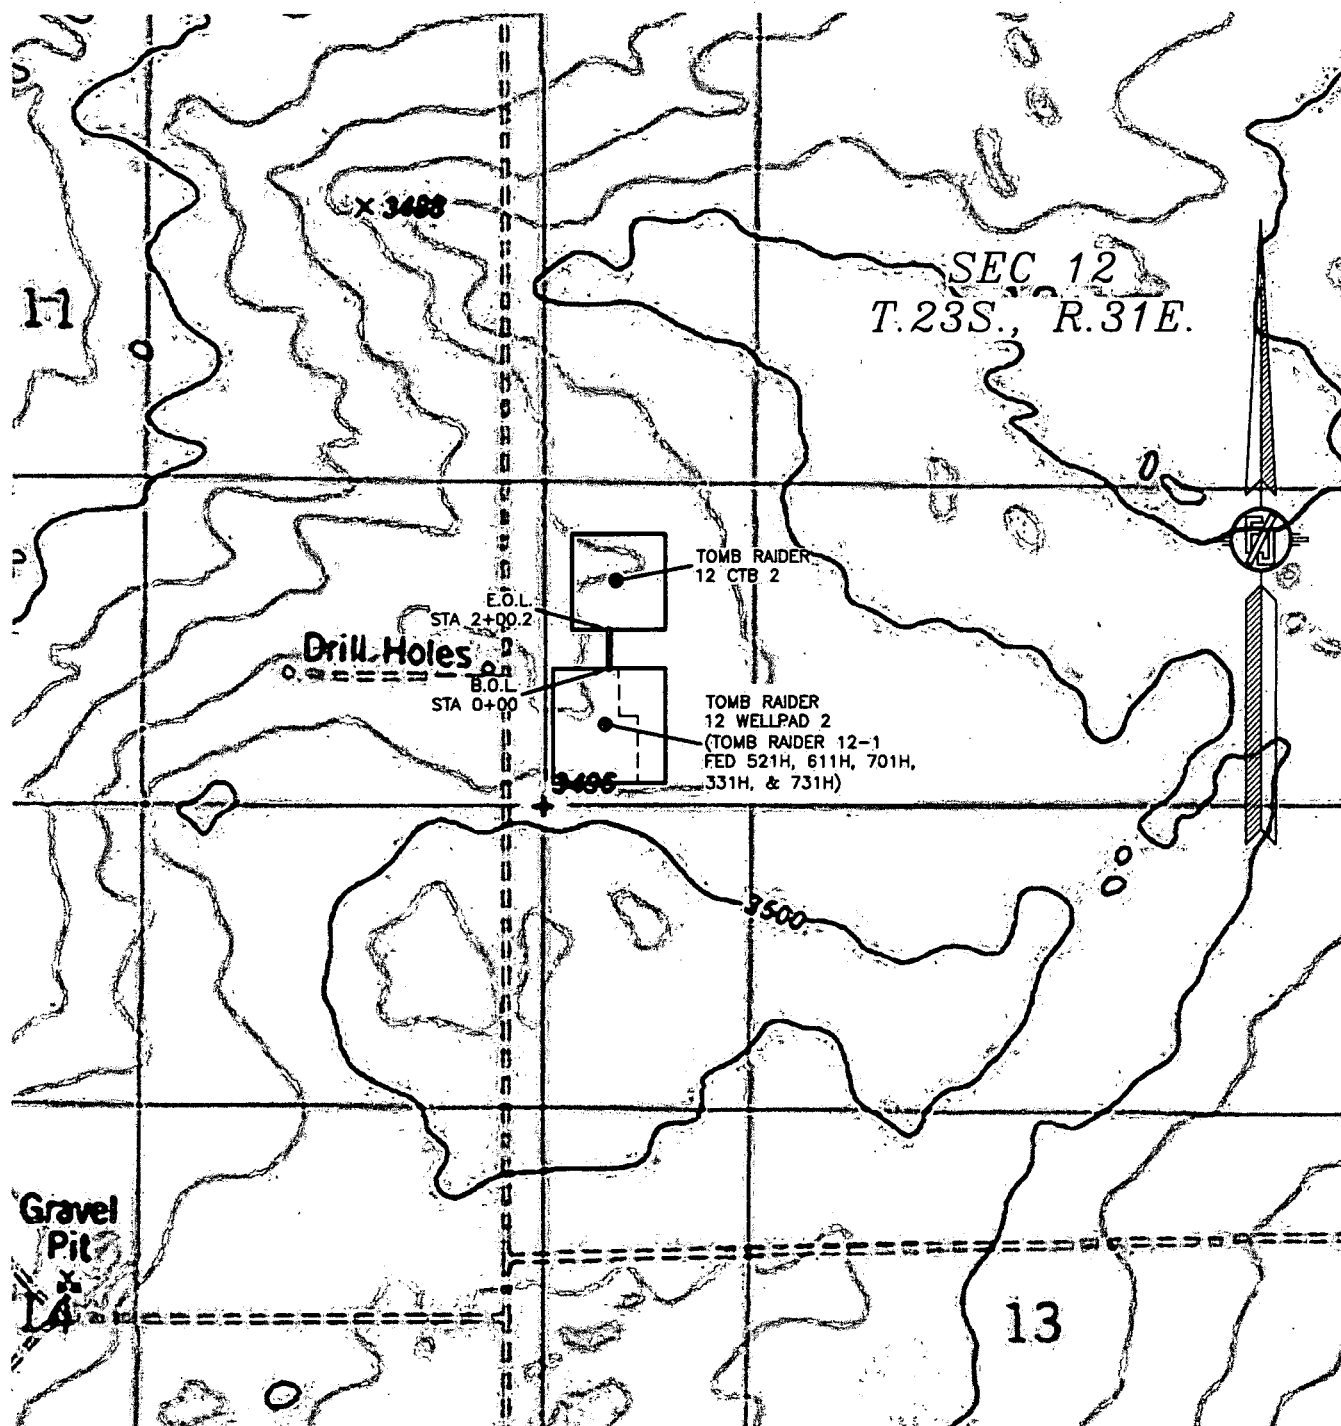 3498
SEC 12
T.23S., R.31E.
11
TOMB RAIDER
12 CTB 2
E.O.L.
STA 2+00.2
Drill Holes
B.O.L.
STA 0+00
TOMB RAIDER
12 WELLPAD 2
(TOMB RAIDER 12-1
FED 521H, 611H, 701H,
331H, & 731H)
3496
3500
Gravel
Pit
14
13